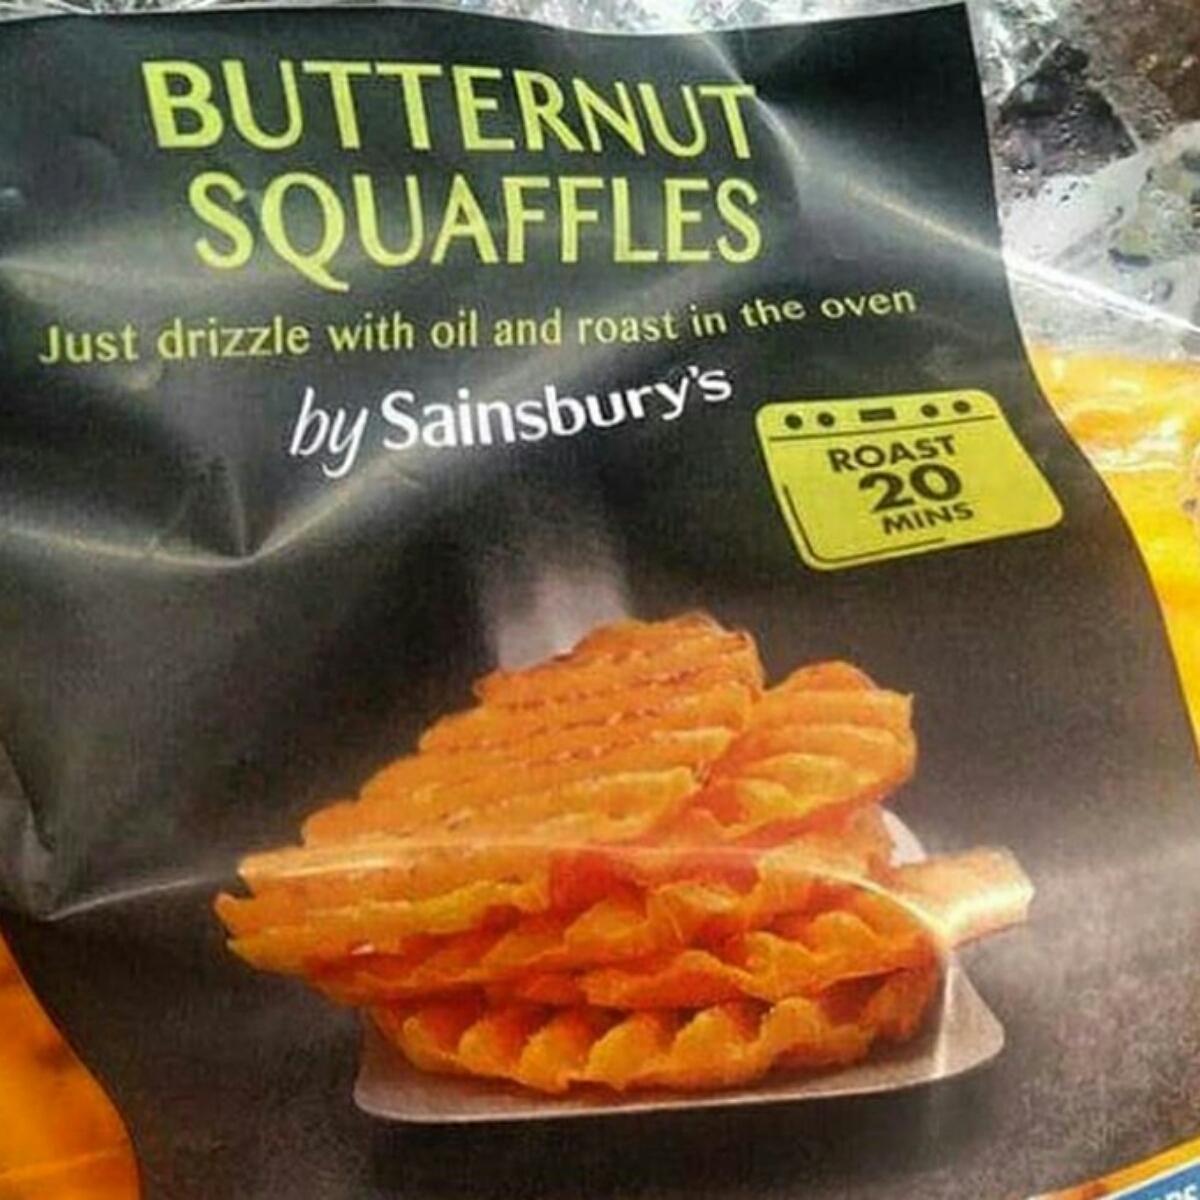 BUTTERNUT
SQUAFFLES
Just drizzle with oil and roast in the oven
by Sainsbury's
ROAST
20
MINS